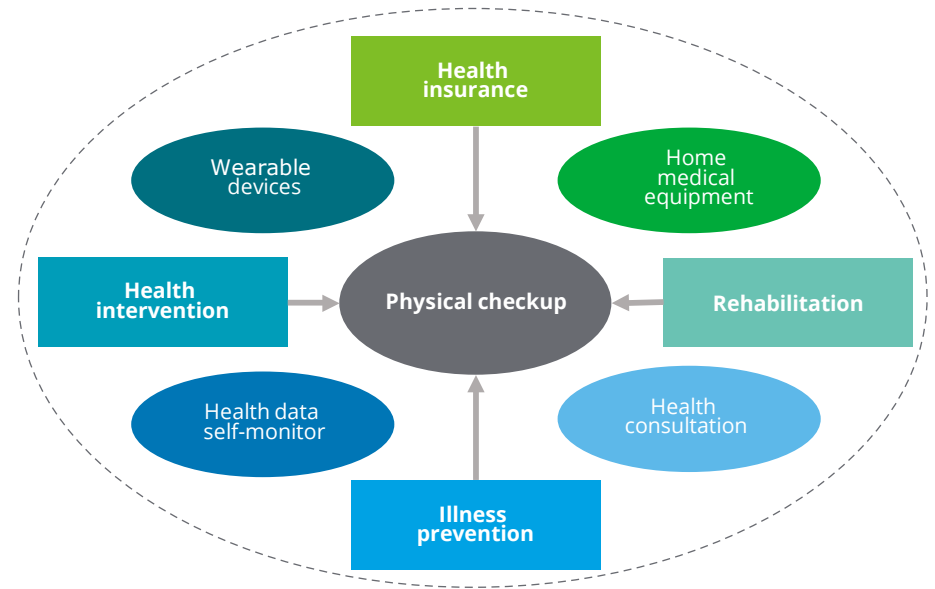 Health
insurance
Wearable
devices
Home
medical
equipment
Health
intervention
Physical checkup
Rehabilitation
Health data
self-monitor
Health
consultation
Illness
prevention